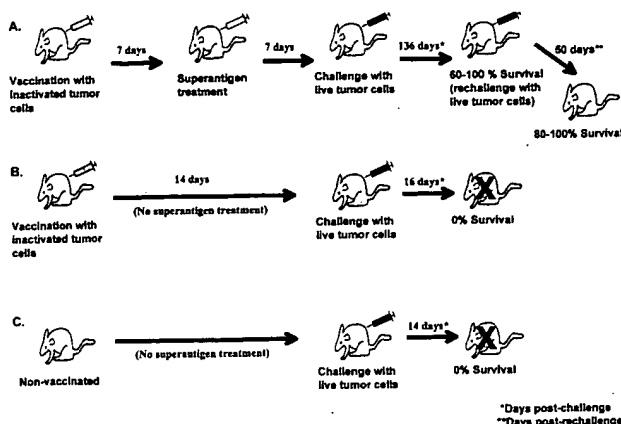 A.
7 days
7 days
136 days*
50 days**
Vaccination with
inactivated tumor
cells
Superantigen
treatment
Challenge with
live tumor cells
60-100 % Survival
(rechallenge with
live tumor cells)
80-100% Survival
B.
14 days
16 days*
(No superantigen treatment)
Vaccination with
inactivated tumor
cells
Challenge with
live tumor cells
0% Survival
X
C.
14 days*
(No superantigen treatment)
Non-vaccinated
Challenge with
live tumor cells
0% Survival
X
*Days post-challenge
**Days post-rechallenge